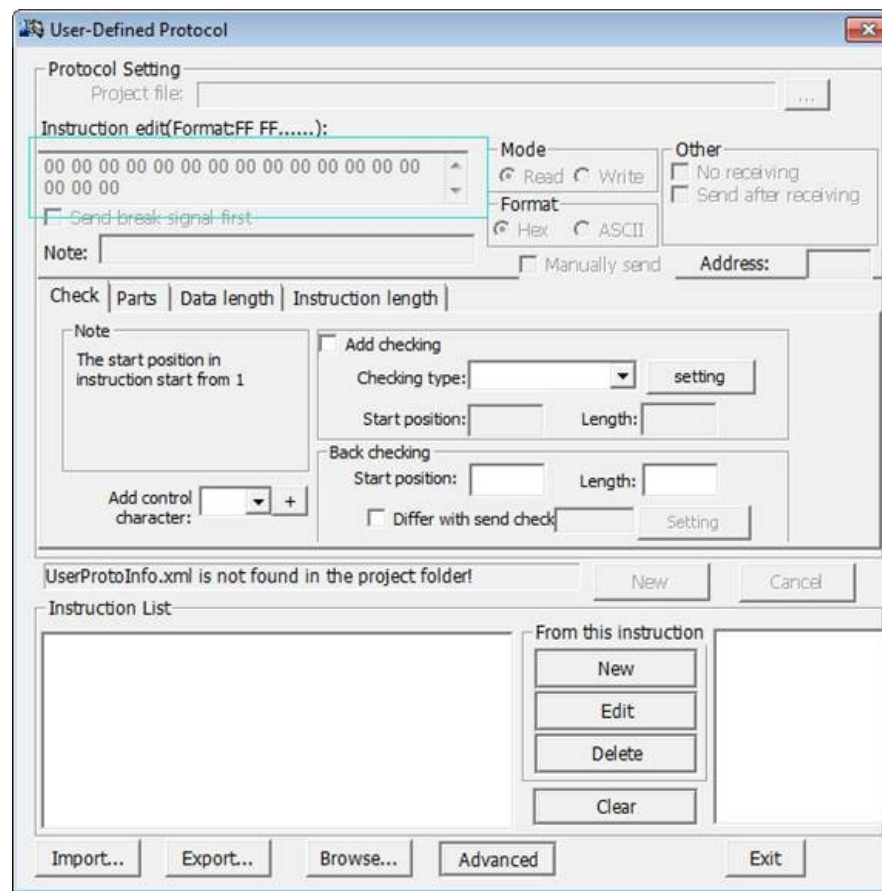 User-Defined Protocol
Protocol Setting
Project file:
...
Instruction edit(Format:FF FF......):
00 00 00 00 00 00 00 00 00 00 00 00 00 00
00 00 00
Send break signal first
Note:
Mode
Read Write
Format
Hex ASCII
Other
No receiving
Send after receiving
Manually send
Address:
Check Parts Data length Instruction length
Note
The start position in
instruction start from 1
Add control
character:
+
Add checking
Checking type:
setting
Start position: Length:
Back checking
Start position: Length:
Differ with send check
Setting
UserProtoInfo.xml is not found in the project folder!
New Cancel
Instruction List
From this instruction
New
Edit
Delete
Clear
Import... Export... Browse... Advanced Exit